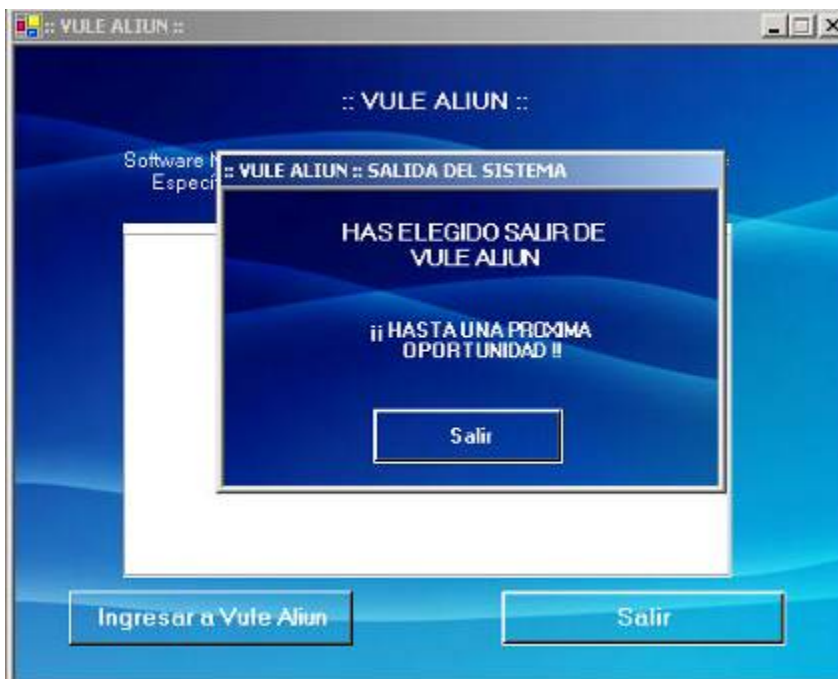 :: VULE ALIUN ::
:: VULE ALIUN ::
Software
:: VULE ALIUN :: SALIDA DEL SISTEMA
HAS ELEGIDO SALIR DE
VULE ALIUN
¡¡ HASTA UNA PROXIMA
OPORTUNIDAD !!
Salir
Ingresar a Vule Aliun
Salir